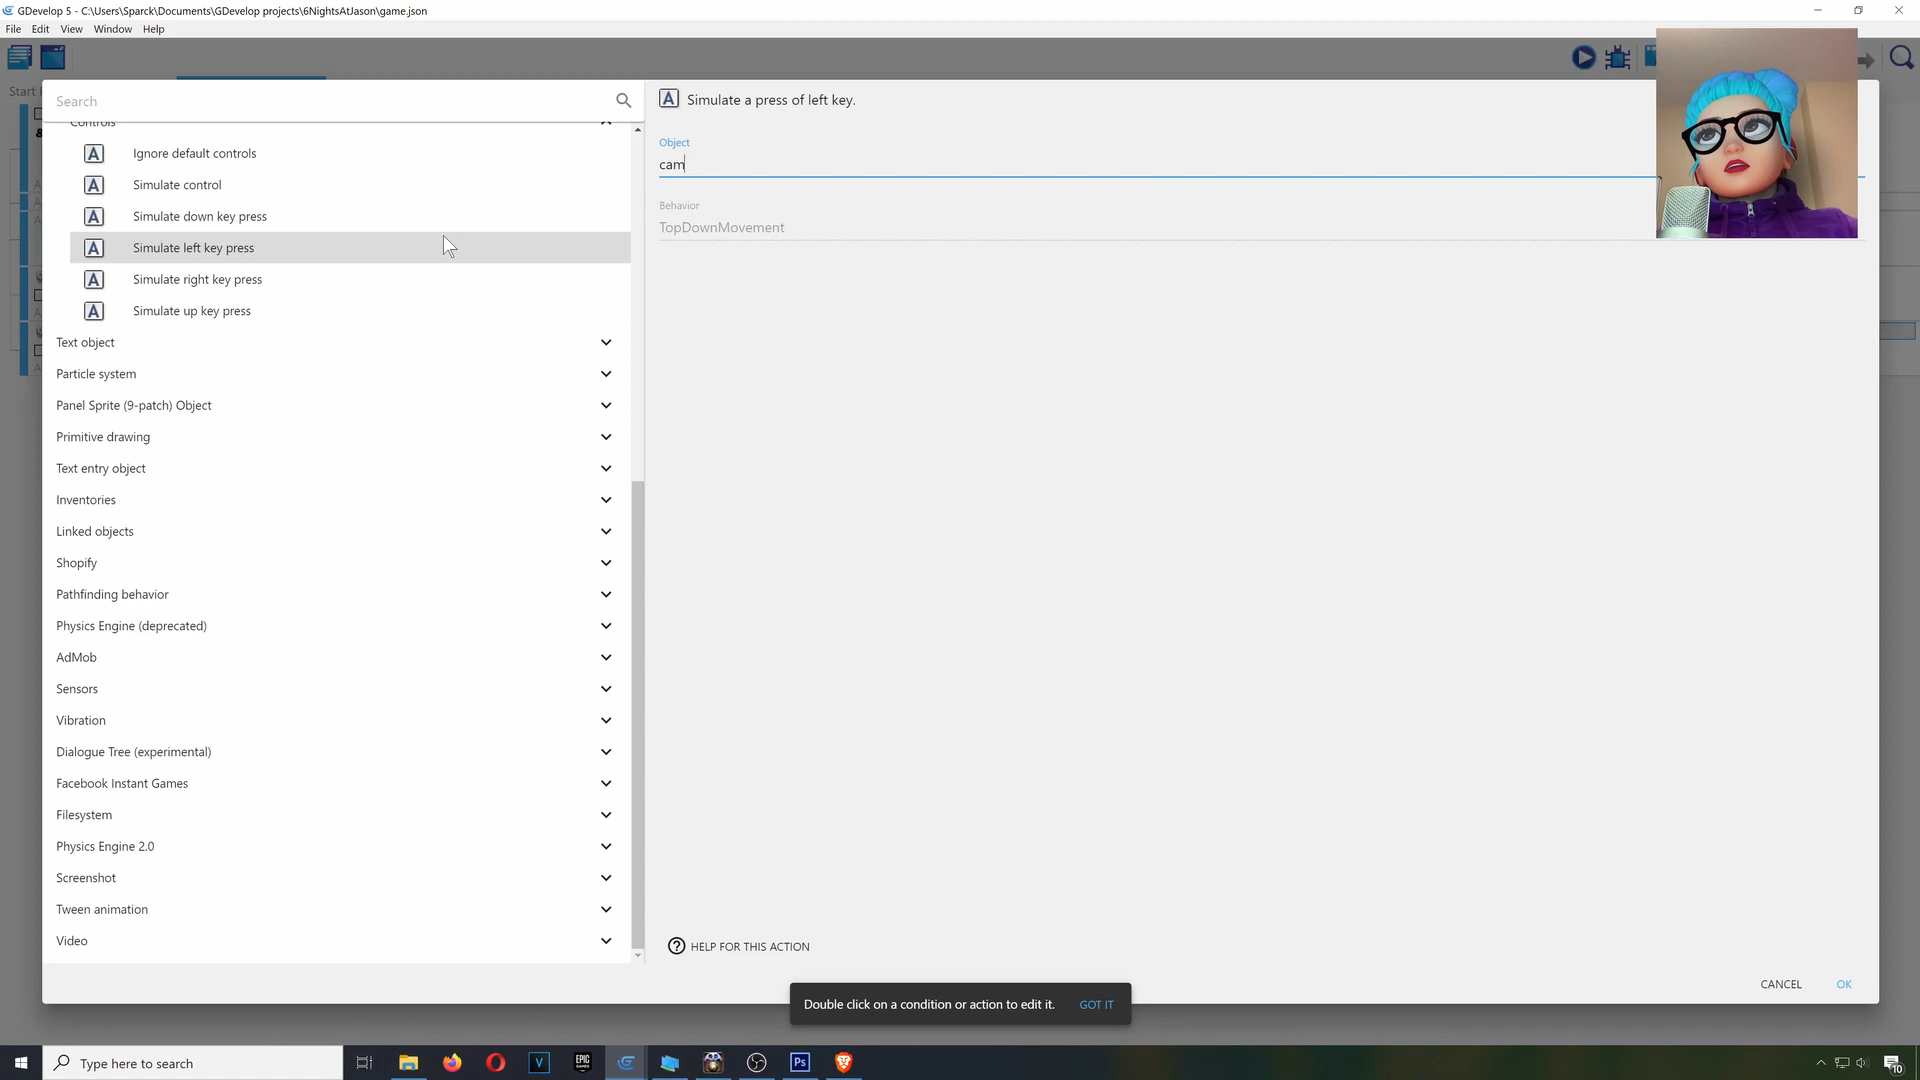 GDevelop 5 - C:\Users\Sparck\Documents\GDevelop projects\6NightsAtJason\game.json
File Edit View Window Help
Start
Search
Controls
A Ignore default controls
A Simulate control
A Simulate down key press
A Simulate left key press
A Simulate right key press
A Simulate up key press
Text object
Particle system
Panel Sprite (9-patch) Object
Primitive drawing
Text entry object
Inventories
Linked objects
Shopify
Pathfinding behavior
Physics Engine (deprecated)
AdMob
Sensors
Vibration
Dialogue Tree (experimental)
Facebook Instant Games
Filesystem
Physics Engine 2.0
Screenshot
Tween animation
Video
A Simulate a press of left key.
Object
cam
Behavior
TopDownMovement
? HELP FOR THIS ACTION
CANCEL OK
Double click on a condition or action to edit it. GOT IT
Type here to search
V
EPIC GAMES
Ps
10